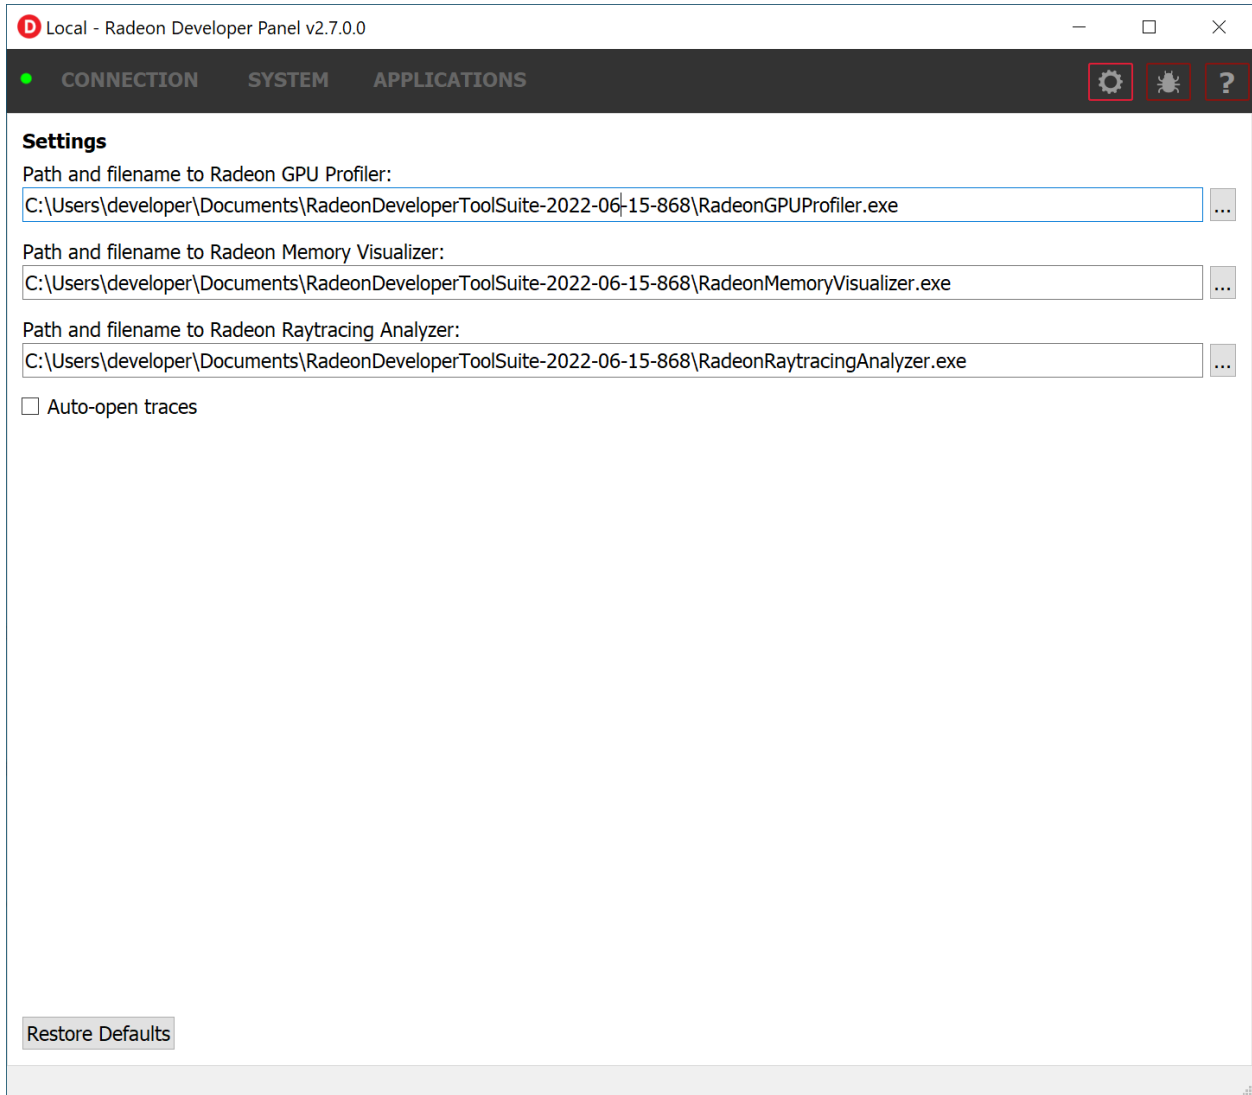 D Local - Radeon Developer Panel v2.7.0.0
CONNECTION SYSTEM APPLICATIONS ?
Settings
Path and filename to Radeon GPU Profiler:
C:\Users\developer\Documents\RadeonDeveloperToolSuite-2022-06-15-868\RadeonGPUProfiler.exe ...
Path and filename to Radeon Memory Visualizer:
C:\Users\developer\Documents\RadeonDeveloperToolSuite-2022-06-15-868\RadeonMemoryVisualizer.exe ...
Path and filename to Radeon Raytracing Analyzer:
C:\Users\developer\Documents\RadeonDeveloperToolSuite-2022-06-15-868\RadeonRaytracingAnalyzer.exe ...
Auto-open traces
Restore Defaults